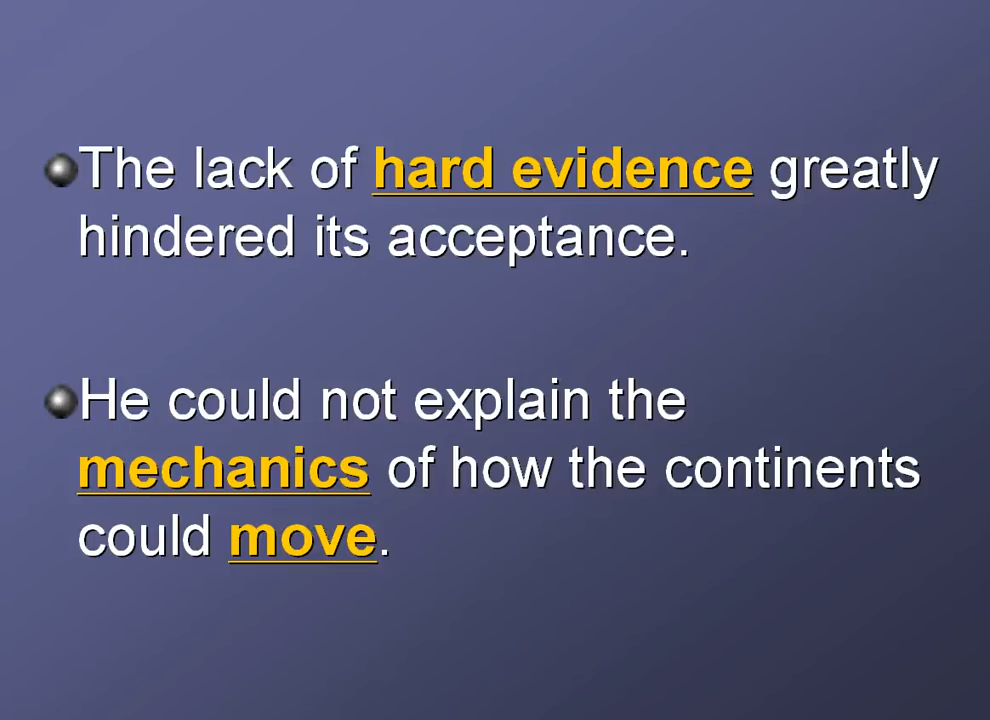 The lack of hard evidence greatly
hindered its acceptance.
He could not explain the
mechanics of how the continents
could move.